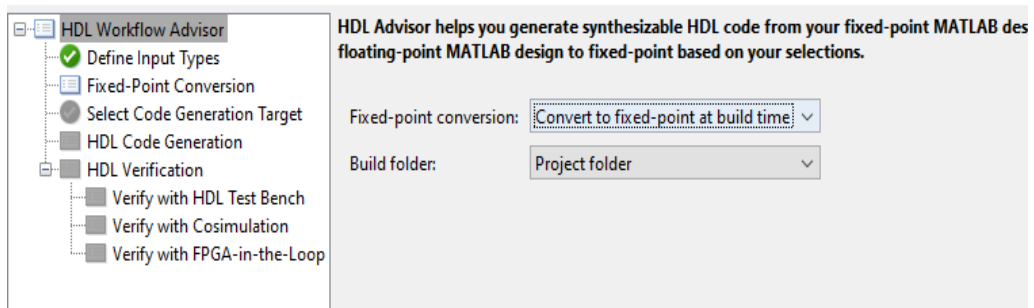 HDL Workflow Advisor
Define Input Types
Fixed-Point Conversion
Select Code Generation Target
HDL Code Generation
HDL Verification
Verify with HDL Test Bench
Verify with Cosimulation
Verify with FPGA-in-the-Loop
HDL Advisor helps you generate synthesizable HDL code from your fixed-point MATLAB des
floating-point MATLAB design to fixed-point based on your selections.
Fixed-point conversion: Convert to fixed-point at build time
Build folder: Project folder